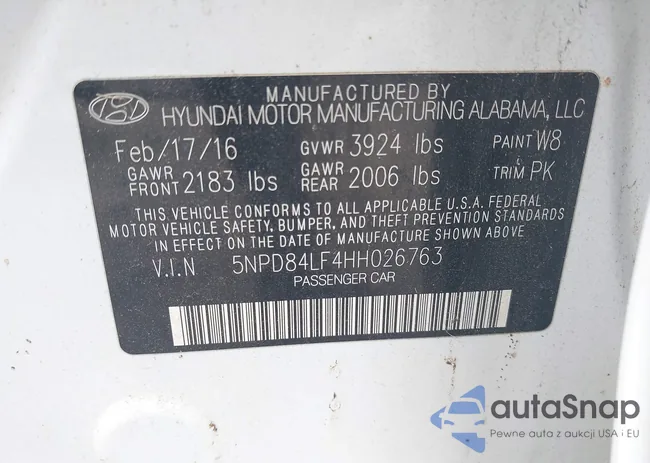 MANUFACTURED BY
HYUNDAI MOTOR MANUFACTURING ALABAMA, LLC
Feb/17/16 GVWR 3924 lbs PAINT W8
GAWR FRONT 2183 lbs GAWR REAR 2006 lbs TRIM PK
THIS VEHICLE CONFORMS TO ALL APPLICABLE U.S.A. FEDERAL
MOTOR VEHICLE SAFETY, BUMPER, AND THEFT PREVENTION STANDARDS
IN EFFECT ON THE DATE OF MANUFACTURE SHOWN ABOVE.
V.I.N 5NPD84LF4HH026763
PASSENGER CAR
autaSnap
Pewne auta z aukcji USA i EU